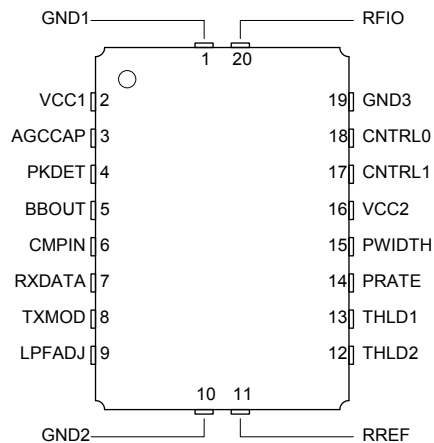 GND1 RFIO
1 20
VCC1 2 19 GND3
AGCCAP 3 18 CNTRL0
PKDET 4 17 CNTRL1
BBOUT 5 16 VCC2
CMPIN 6 15 PWIDTH
RXDATA 7 14 PRATE
TXMOD 8 13 THLD1
LPFADJ 9 12 THLD2
10 11
GND2 RREF